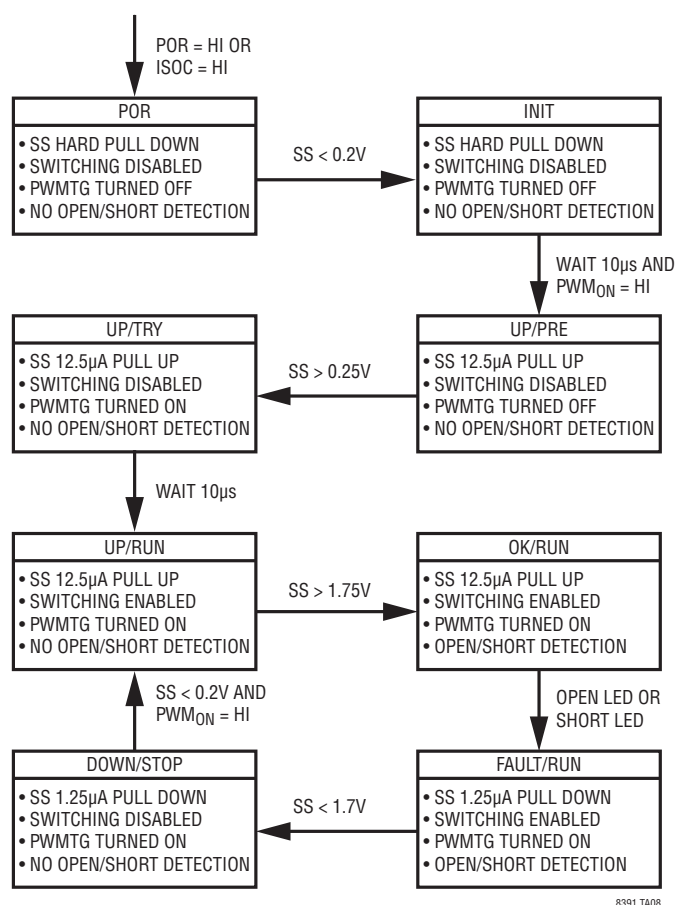 POR = HI OR
ISOC = HI
POR
• SS HARD PULL DOWN
• SWITCHING DISABLED
• PWMTG TURNED OFF
• NO OPEN/SHORT DETECTION
SS < 0.2V
INIT
• SS HARD PULL DOWN
• SWITCHING DISABLED
• PWMTG TURNED OFF
• NO OPEN/SHORT DETECTION
WAIT 10µs AND
PWMON = HI
UP/PRE
• SS 12.5µA PULL UP
• SWITCHING DISABLED
• PWMTG TURNED OFF
• NO OPEN/SHORT DETECTION
SS > 0.25V
UP/TRY
• SS 12.5µA PULL UP
• SWITCHING DISABLED
• PWMTG TURNED ON
• NO OPEN/SHORT DETECTION
WAIT 10µs
UP/RUN
• SS 12.5µA PULL UP
• SWITCHING ENABLED
• PWMTG TURNED ON
• NO OPEN/SHORT DETECTION
SS > 1.75V
OK/RUN
• SS 12.5µA PULL UP
• SWITCHING ENABLED
• PWMTG TURNED ON
• OPEN/SHORT DETECTION
OPEN LED OR
SHORT LED
FAULT/RUN
• SS 1.25µA PULL DOWN
• SWITCHING ENABLED
• PWMTG TURNED ON
• OPEN/SHORT DETECTION
SS < 1.7V
DOWN/STOP
• SS 1.25µA PULL DOWN
• SWITCHING DISABLED
• PWMTG TURNED ON
• NO OPEN/SHORT DETECTION
SS < 0.2V AND
PWMON = HI
8391 TA08